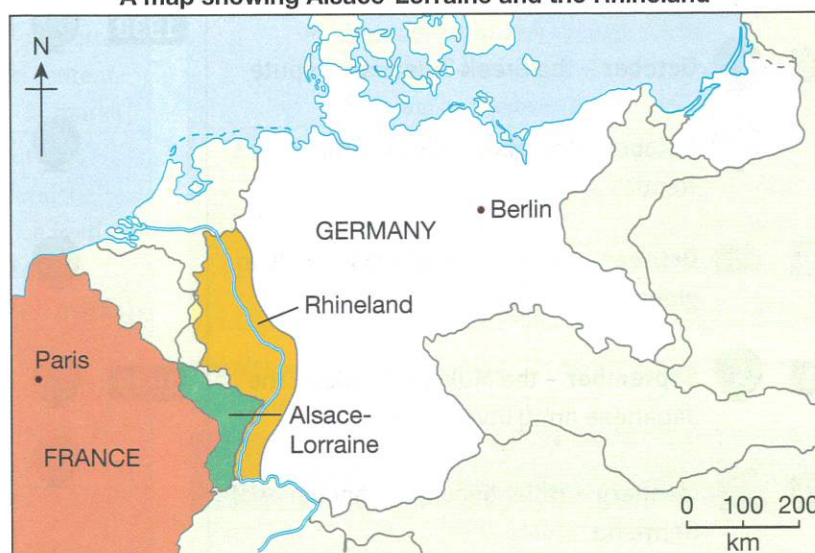 A map showing Alsace-Lorraine and the Rhineland
N
GERMANY
Berlin
Rhineland
Paris
Alsace-
Lorraine
FRANCE
0 100 200
km